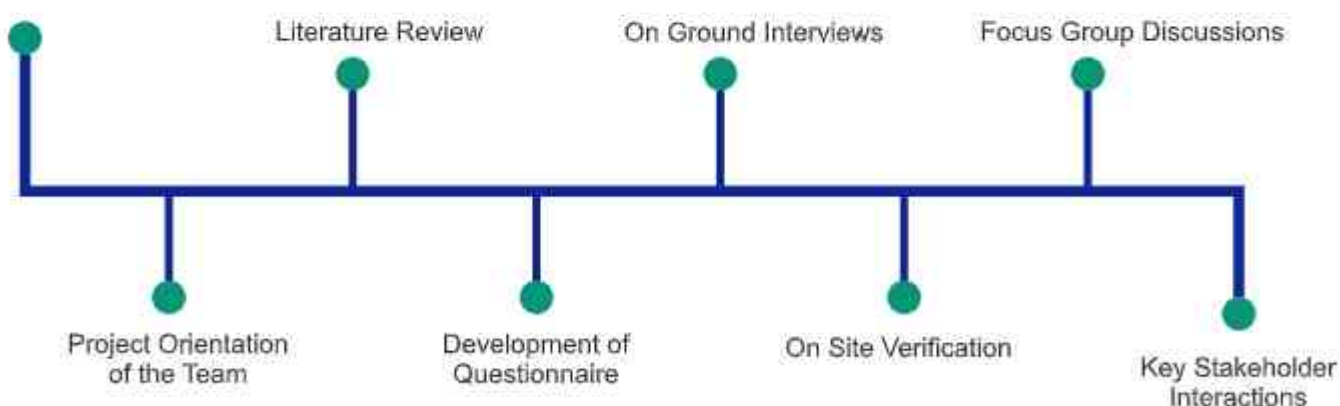 Literature Review
On Ground Interviews
Focus Group Discussions
Project Orientation
of the Team
Development of
Questionnaire
On Site Verification
Key Stakeholder
Interactions